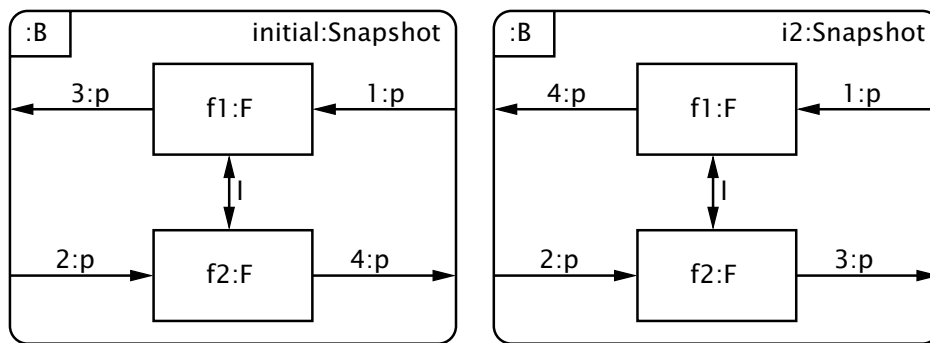 :B
initial:Snapshot
3:p
f1:F
1:p
l
2:p
f2:F
4:p
:B
i2:Snapshot
4:p
f1:F
1:p
l
2:p
f2:F
3:p